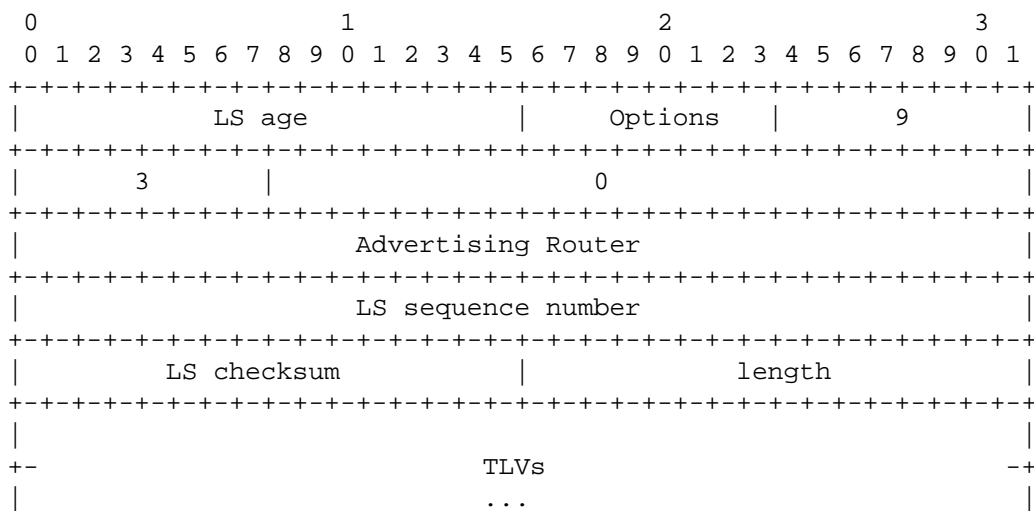 0                   1                   2                   3
 0 1 2 3 4 5 6 7 8 9 0 1 2 3 4 5 6 7 8 9 0 1 2 3 4 5 6 7 8 9 0 1
+-+-+-+-+-+-+-+-+-+-+-+-+-+-+-+-+-+-+-+-+-+-+-+-+-+-+-+-+-+-+-+-+
|            LS age             |     Options   |       9       |
+-+-+-+-+-+-+-+-+-+-+-+-+-+-+-+-+-+-+-+-+-+-+-+-+-+-+-+-+-+-+-+-+
|       3       |                    0                          |
+-+-+-+-+-+-+-+-+-+-+-+-+-+-+-+-+-+-+-+-+-+-+-+-+-+-+-+-+-+-+-+-+
|                     Advertising Router                        |
+-+-+-+-+-+-+-+-+-+-+-+-+-+-+-+-+-+-+-+-+-+-+-+-+-+-+-+-+-+-+-+-+
|                     LS sequence number                        |
+-+-+-+-+-+-+-+-+-+-+-+-+-+-+-+-+-+-+-+-+-+-+-+-+-+-+-+-+-+-+-+-+
|         LS checksum           |             length            |
+-+-+-+-+-+-+-+-+-+-+-+-+-+-+-+-+-+-+-+-+-+-+-+-+-+-+-+-+-+-+-+-+
|                                                               |
+-                            TLVs                             -+
|                             ...                               |